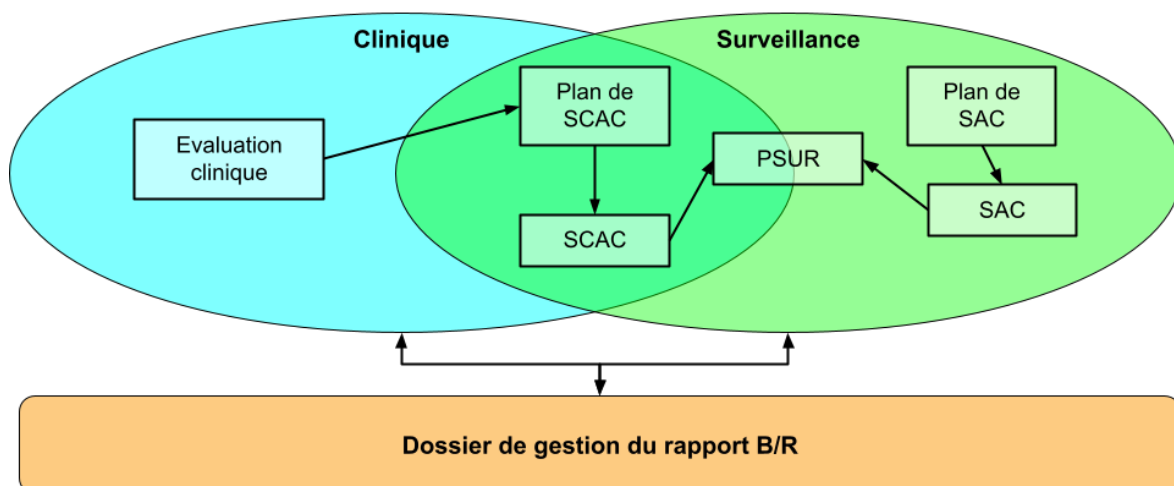 Clinique
Surveillance
Evaluation
clinique
Plan de
SCAC
SCAC
PSUR
Plan de
SAC
SAC
Dossier de gestion du rapport B/R